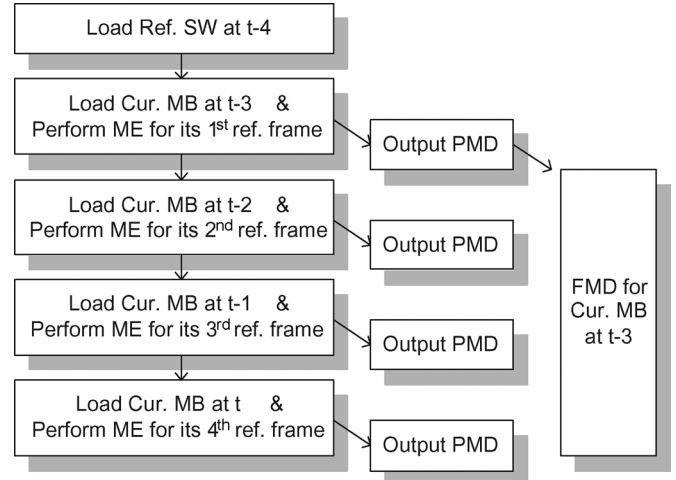 Load Ref. SW at t-4
Load Cur. MB at t-3 &
Perform ME for its 1st ref. frame
Output PMD
Load Cur. MB at t-2 &
Perform ME for its 2nd ref. frame
Output PMD
Load Cur. MB at t-1 &
Perform ME for its 3rd ref. frame
Output PMD
Load Cur. MB at t &
Perform ME for its 4th ref. frame
Output PMD
FMD for
Cur. MB
at t-3